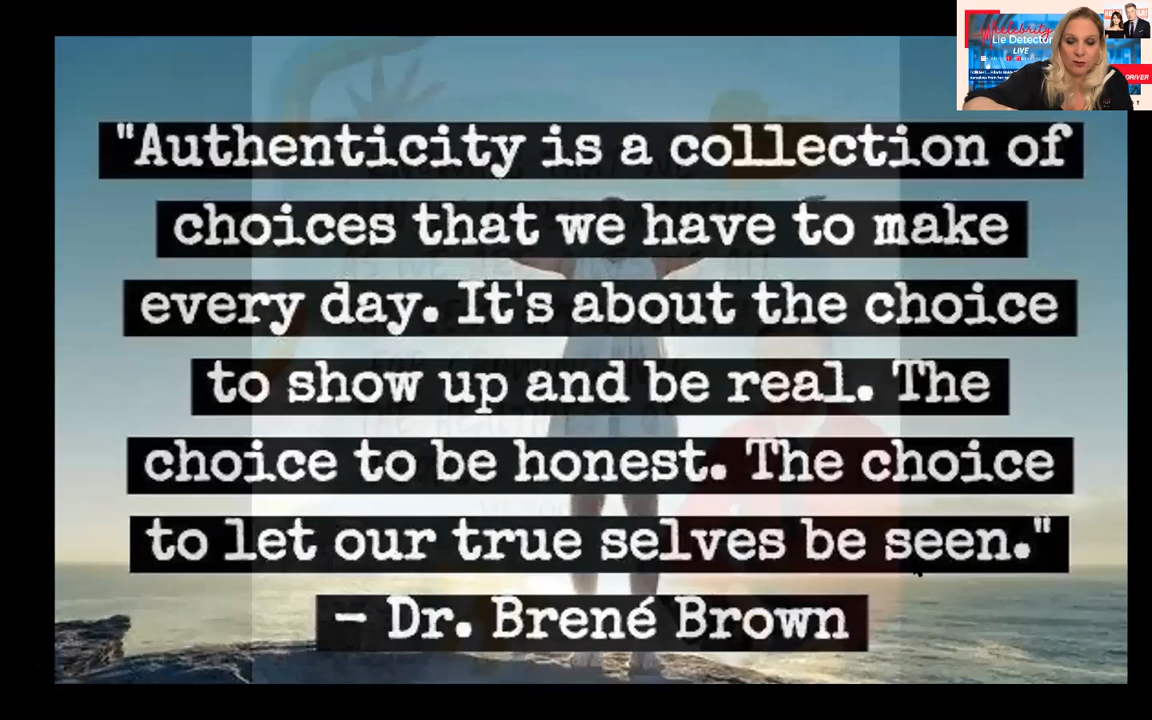 "Authenticity is a collection of
choices that we have to make
every day. It's about the choice
to show up and be real. The
choice to be honest. The choice
to let our true selves be seen."
– Dr. Brené Brown
Celebrity
Lie Detector
LIVE
DRIVER